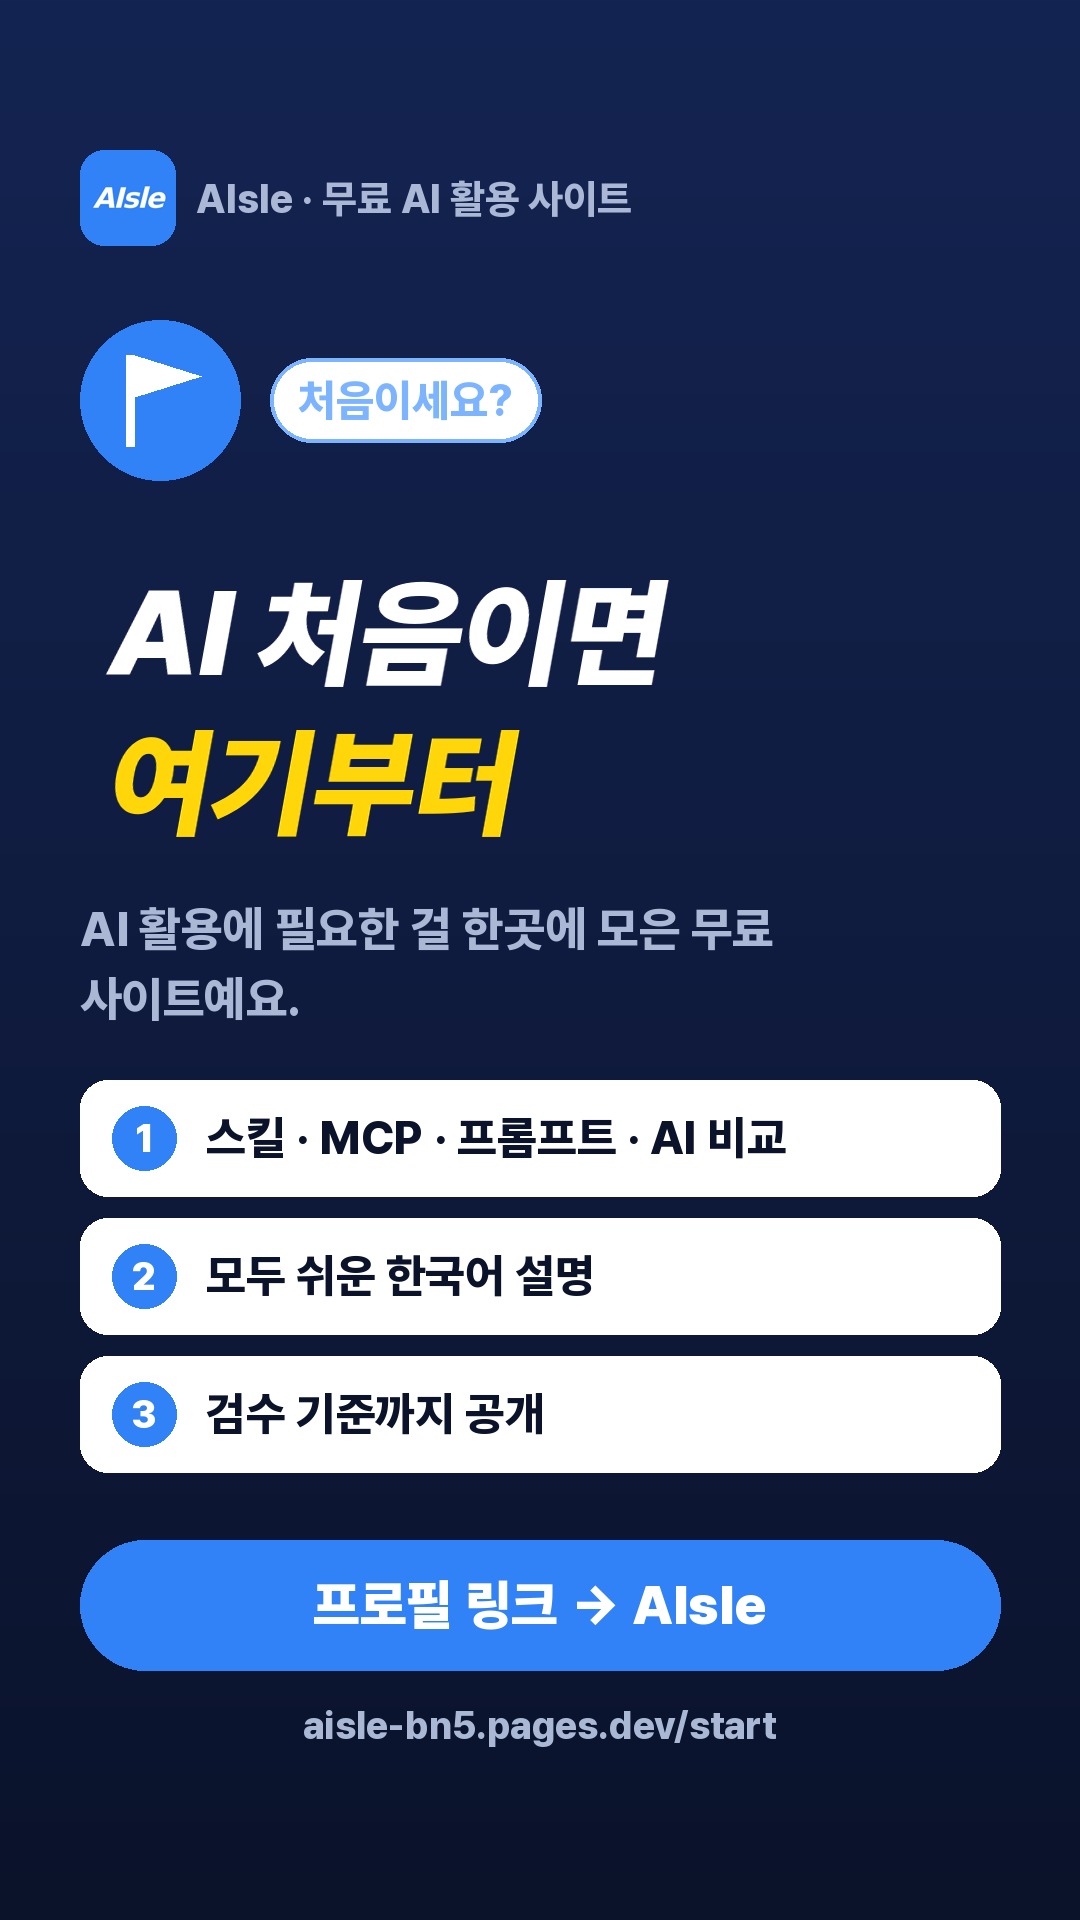 AIsle
AIsle · 무료 AI 활용 사이트
처음이세요?
AI 처음이면
여기부터
AI 활용에 필요한 걸 한곳에 모은 무료
사이트예요.
1 스킬 · MCP · 프롬프트 · AI 비교
2 모두 쉬운 한국어 설명
3 검수 기준까지 공개
프로필 링크 → AIsle
aisle-bn5.pages.dev/start